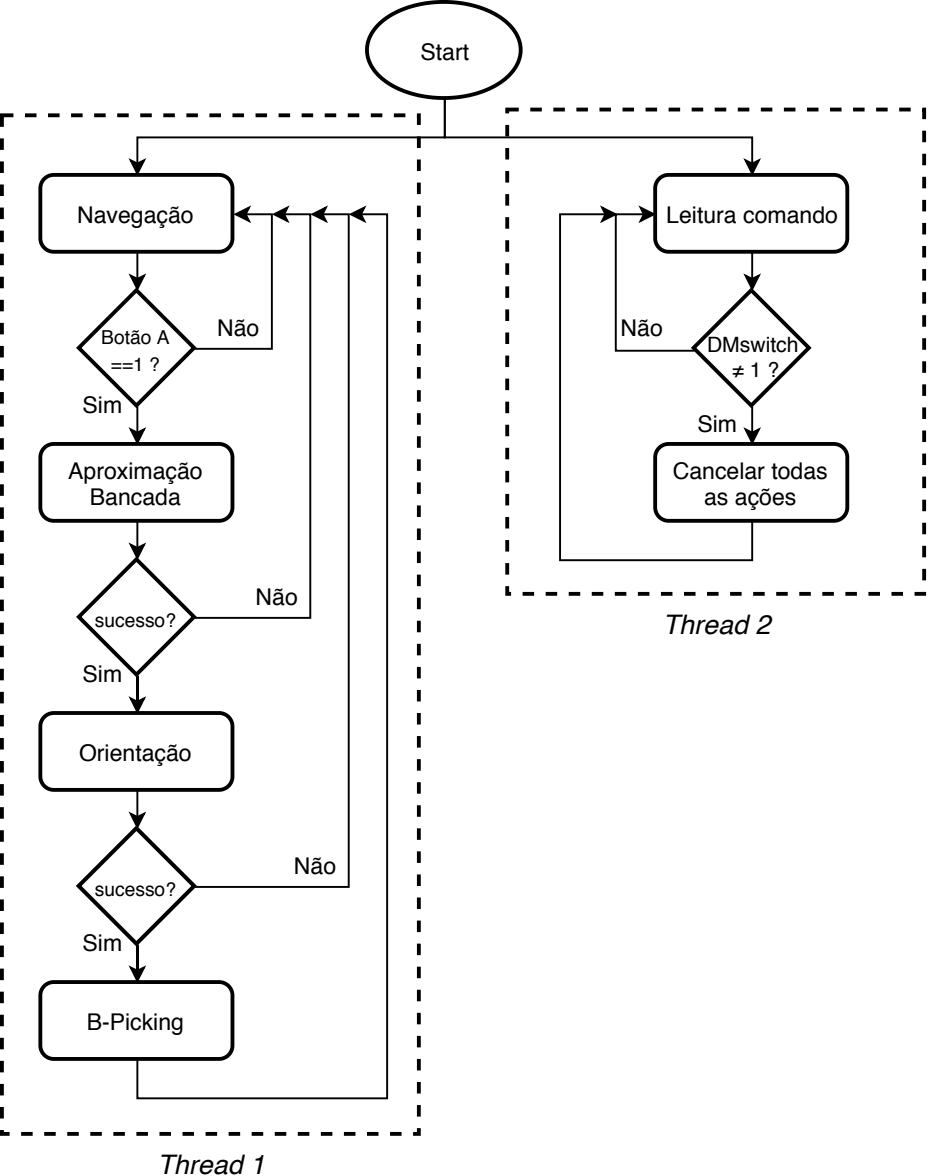 Start
Navegação
Botão A
==1 ?
Não
Sim
Aproximação
Bancada
sucesso?
Não
Sim
Orientação
sucesso?
Não
Sim
B-Picking
Thread 1
Leitura comando
DMswitch
≠ 1 ?
Não
Sim
Cancelar todas
as ações
Thread 2